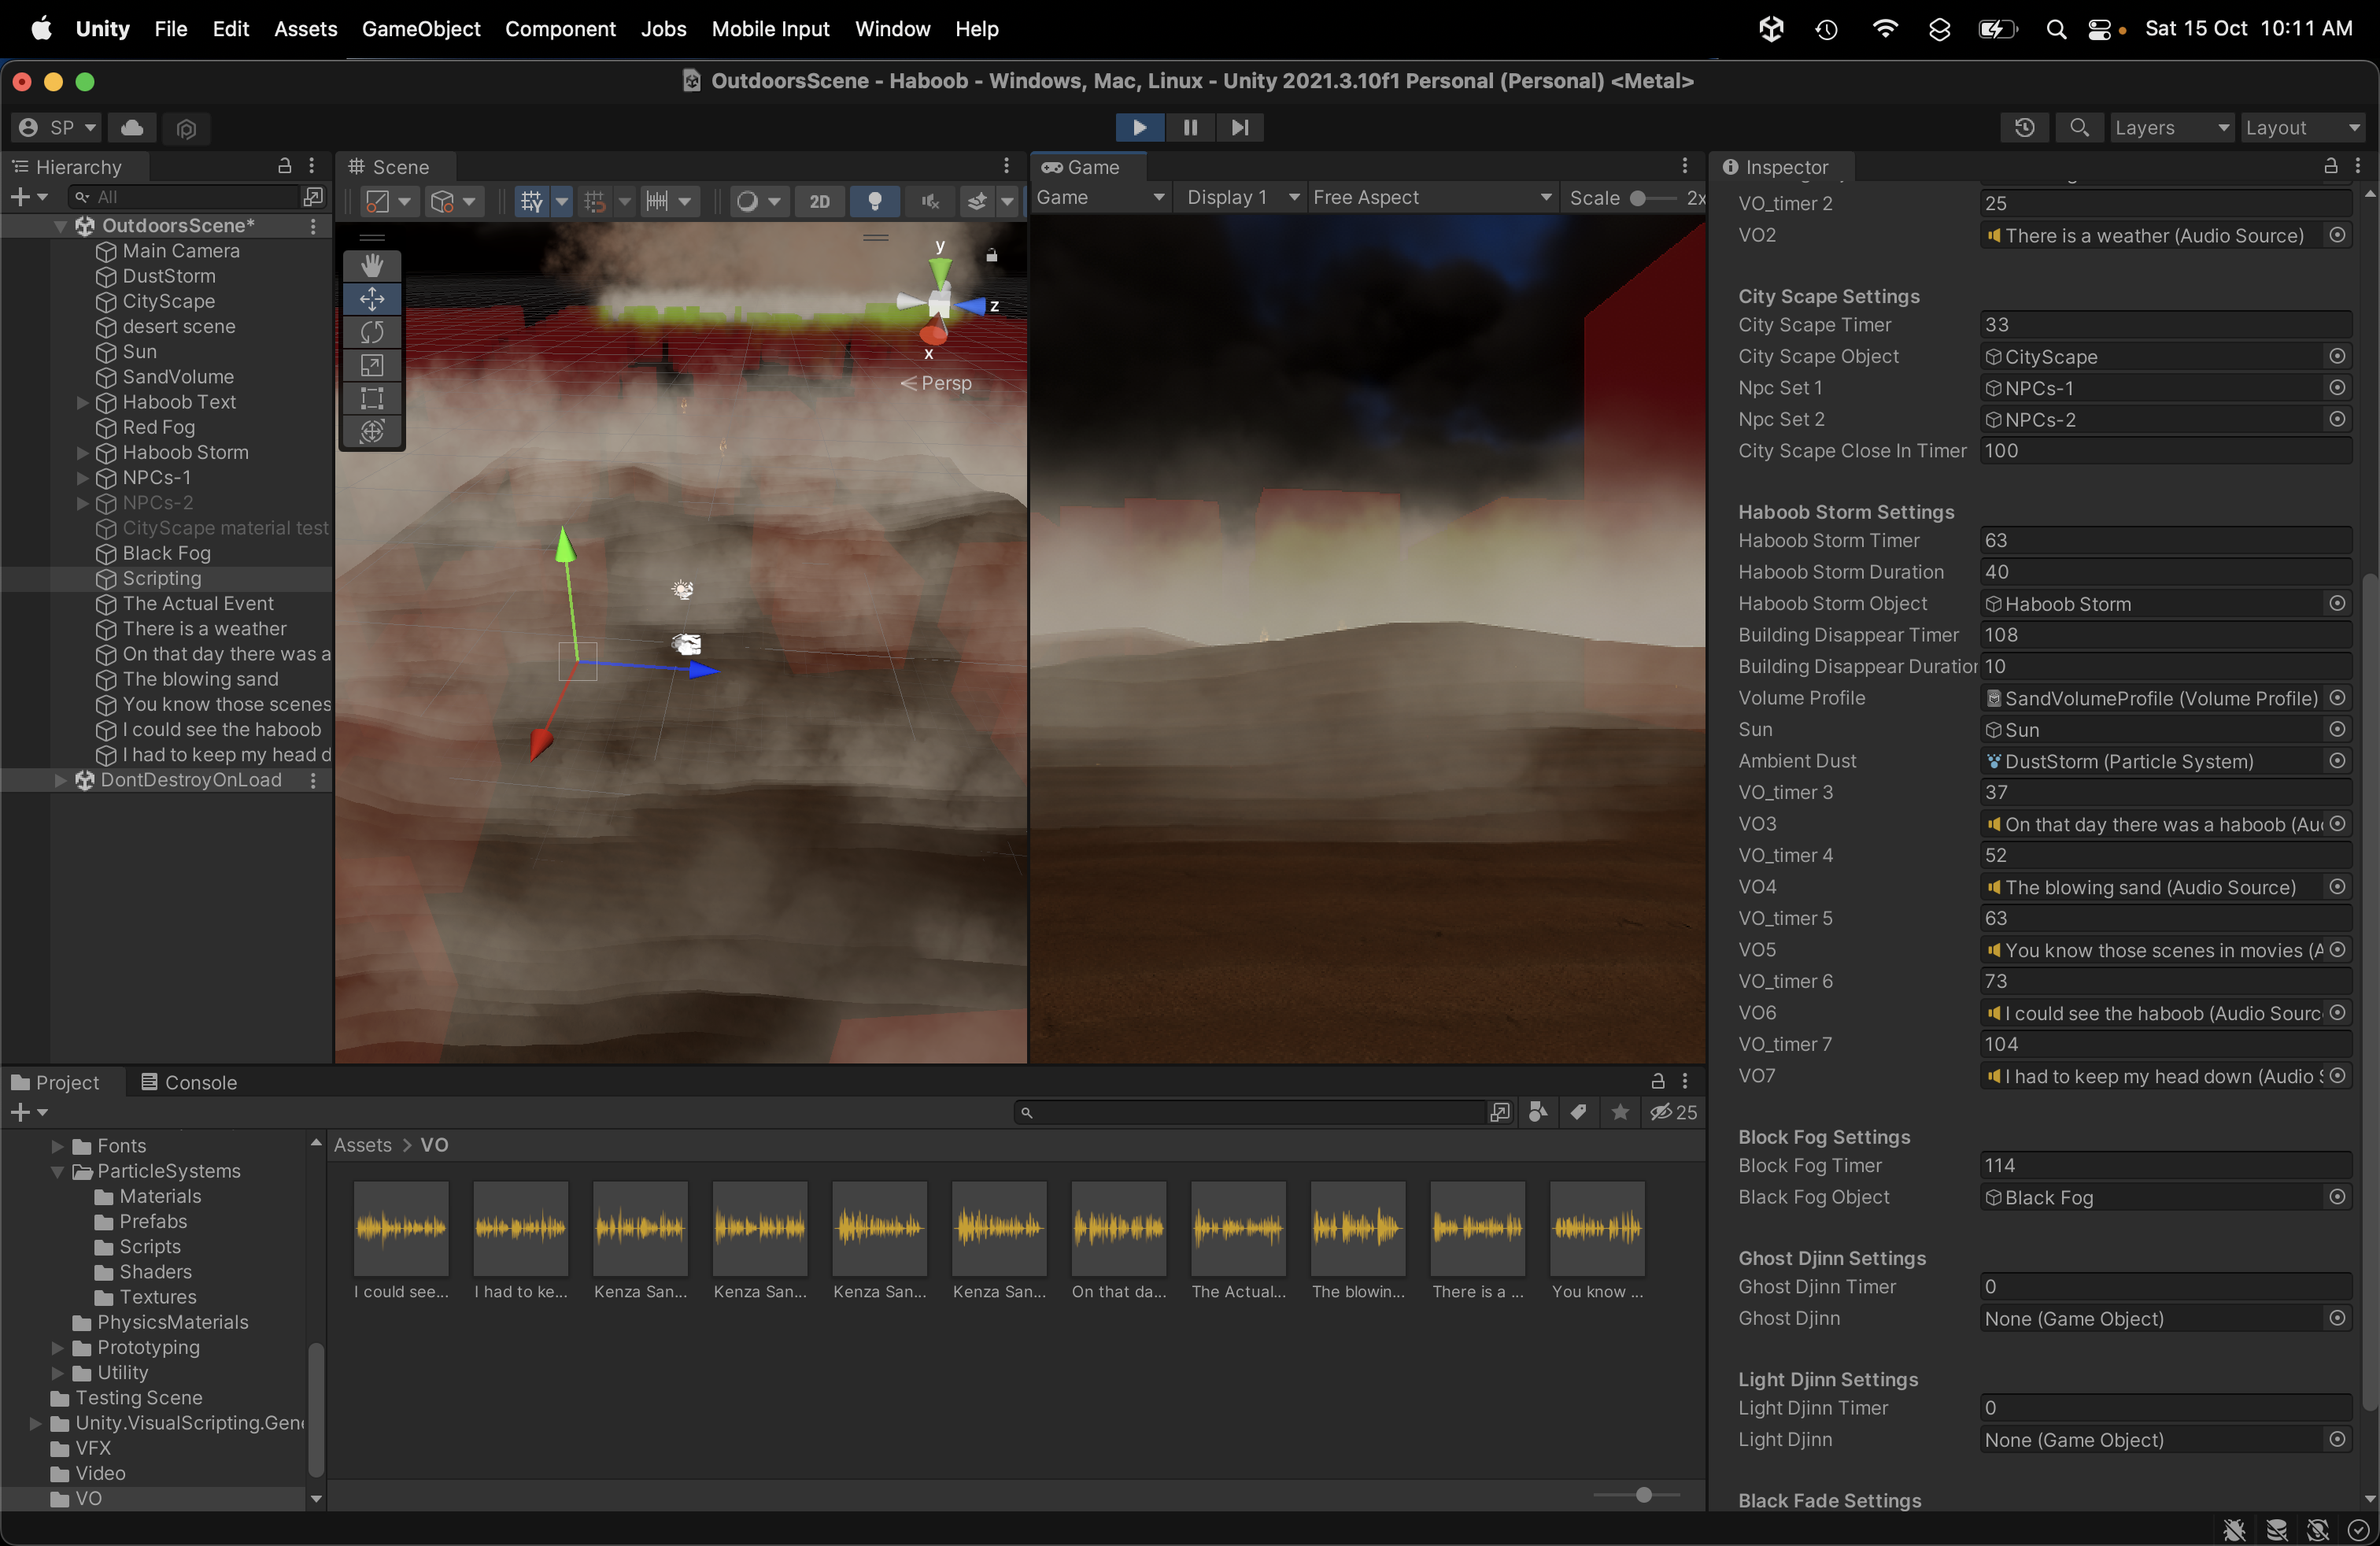 Unity File Edit Assets GameObject Component Jobs Mobile Input Window Help Sat 15 Oct 10:11 AM
OutdoorsScene - Haboob - Windows, Mac, Linux - Unity 2021.3.10f1 Personal (Personal) <Metal>
SP Layers Layout
Hierarchy
All
OutdoorsScene*
Main Camera
DustStorm
CityScape
desert scene
Sun
SandVolume
Haboob Text
Red Fog
Haboob Storm
NPCs-1
NPCs-2
CityScape material test
Black Fog
Scripting
The Actual Event
There is a weather
On that day there was a
The blowing sand
You know those scenes
I could see the haboob
I had to keep my head d
DontDestroyOnLoad
Scene
2D
y
z
x
Persp
Game
Game Display 1 Free Aspect Scale 2x
Inspector
VO_timer 2 25
VO2 There is a weather (Audio Source)
City Scape Settings
City Scape Timer 33
City Scape Object CityScape
Npc Set 1 NPCs-1
Npc Set 2 NPCs-2
City Scape Close In Timer 100
Haboob Storm Settings
Haboob Storm Timer 63
Haboob Storm Duration 40
Haboob Storm Object Haboob Storm
Building Disappear Timer 108
Building Disappear Duration 10
Volume Profile SandVolumeProfile (Volume Profile)
Sun Sun
Ambient Dust DustStorm (Particle System)
VO_timer 3 37
VO3 On that day there was a haboob (Au
VO_timer 4 52
VO4 The blowing sand (Audio Source)
VO_timer 5 63
VO5 You know those scenes in movies (A
VO_timer 6 73
VO6 I could see the haboob (Audio Sourc
VO_timer 7 104
VO7 I had to keep my head down (Audio S
Block Fog Settings
Block Fog Timer 114
Black Fog Object Black Fog
Ghost Djinn Settings
Ghost Djinn Timer 0
Ghost Djinn None (Game Object)
Light Djinn Settings
Light Djinn Timer 0
Light Djinn None (Game Object)
Black Fade Settings
Project Console
25
Fonts
ParticleSystems
Materials
Prefabs
Scripts
Shaders
Textures
PhysicsMaterials
Prototyping
Utility
Testing Scene
Unity.VisualScripting.Gene
VFX
Video
VO
Assets > VO
I could see... I had to ke... Kenza San... Kenza San... Kenza San... Kenza San... On that da... The Actual... The blowin... There is a ... You know ...